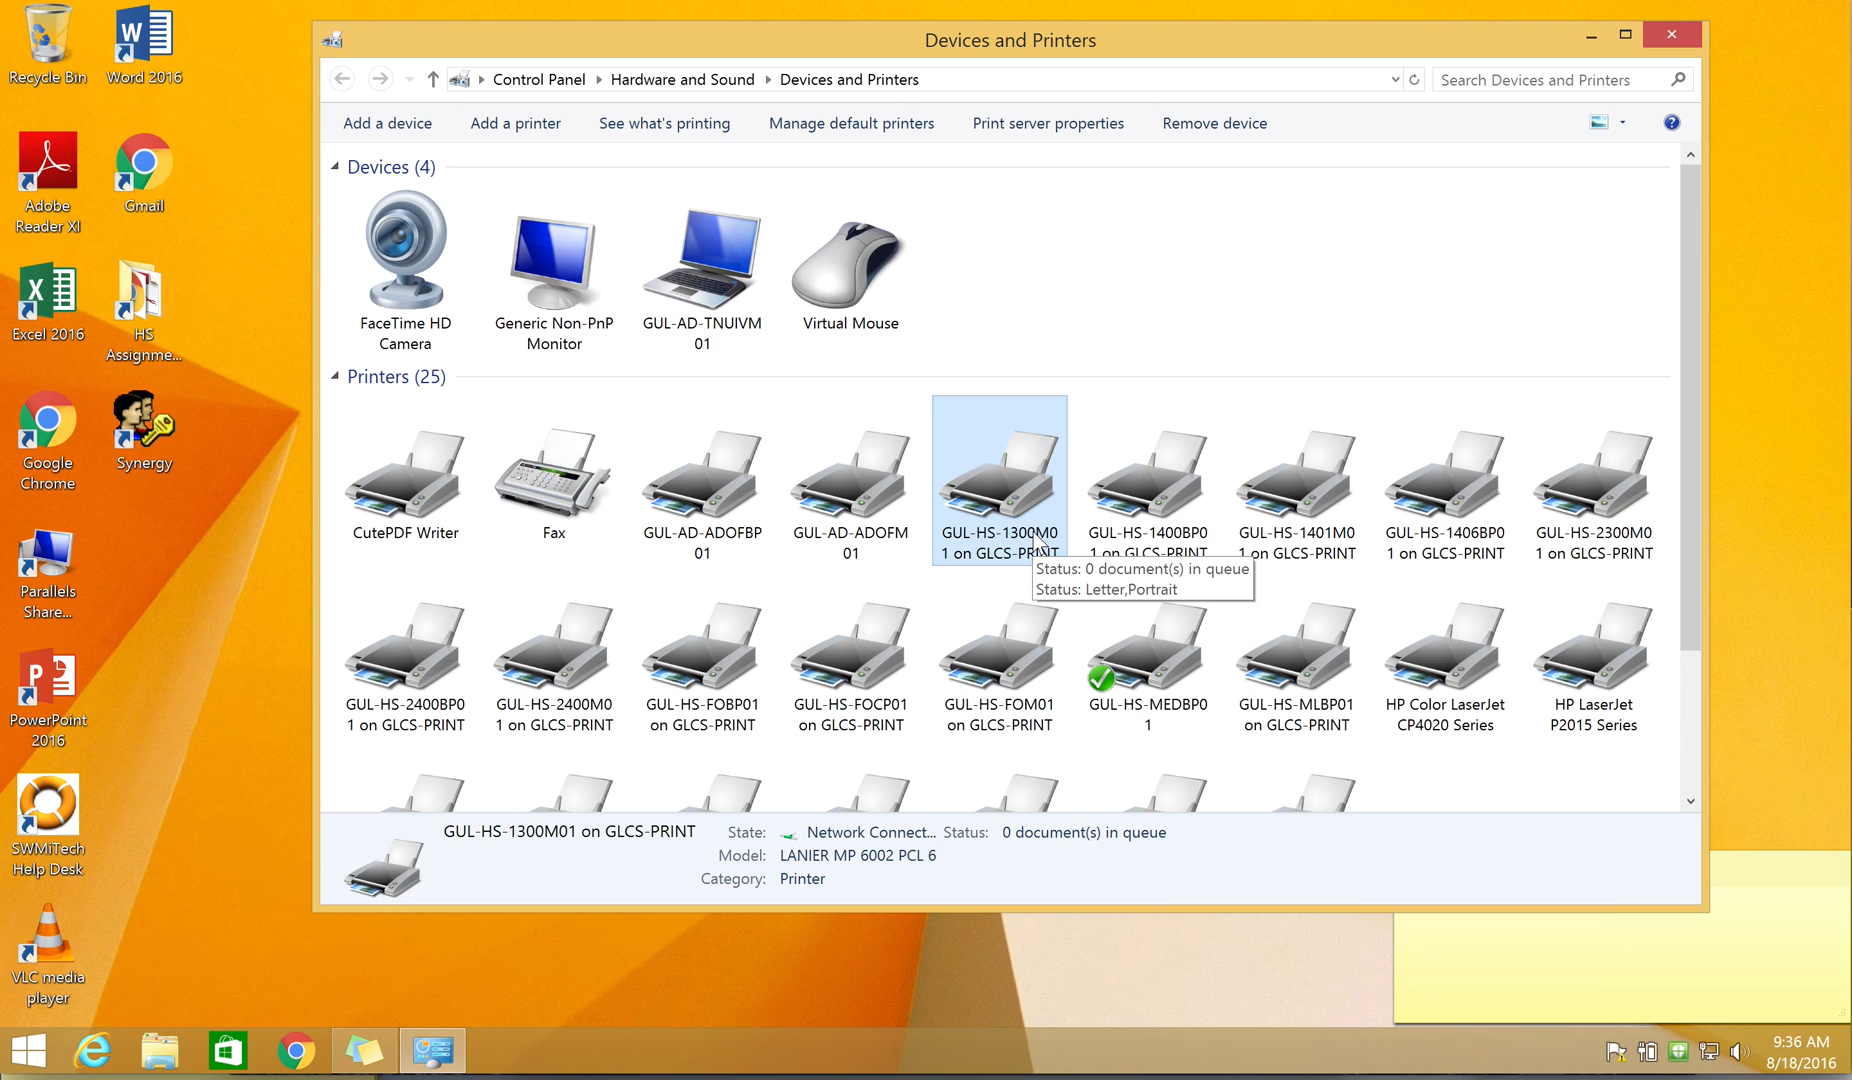 Recycle Bin
Word 2016
Adobe
Reader XI
Gmail
Excel 2016
HS
Assignme...
Google
Chrome
Synergy
Parallels
Share...
PowerPoint
2016
SWMiTech
Help Desk
VLC media
player
Devices and Printers
Control Panel
Hardware and Sound
Devices and Printers
Search Devices and Printers
Add a device
Add a printer
See what's printing
Manage default printers
Print server properties
Remove device
Devices (4)
FaceTime HD
Camera
Generic Non-PnP
Monitor
GUL-AD-TNUIVM
01
Virtual Mouse
Printers (25)
CutePDF Writer
Fax
GUL-AD-ADOFBP
01
GUL-AD-ADOFM
01
GUL-HS-1300M0
1 on GLCS-PRINT
GUL-HS-1400BP0
1 on GLCS-PRINT
GUL-HS-1401M0
1 on GLCS-PRINT
GUL-HS-1406BP0
1 on GLCS-PRINT
GUL-HS-2300M0
1 on GLCS-PRINT
Status: 0 document(s) in queue
Status: Letter,Portrait
GUL-HS-2400BP0
1 on GLCS-PRINT
GUL-HS-2400M0
1 on GLCS-PRINT
GUL-HS-FOBP01
on GLCS-PRINT
GUL-HS-FOCP01
on GLCS-PRINT
GUL-HS-FOM01
on GLCS-PRINT
GUL-HS-MEDBP0
1
GUL-HS-MLBP01
on GLCS-PRINT
HP Color LaserJet
CP4020 Series
HP LaserJet
P2015 Series
GUL-HS-1300M01 on GLCS-PRINT
State: Network Connect...
Status: 0 document(s) in queue
Model: LANIER MP 6002 PCL 6
Category: Printer
9:36 AM
8/18/2016